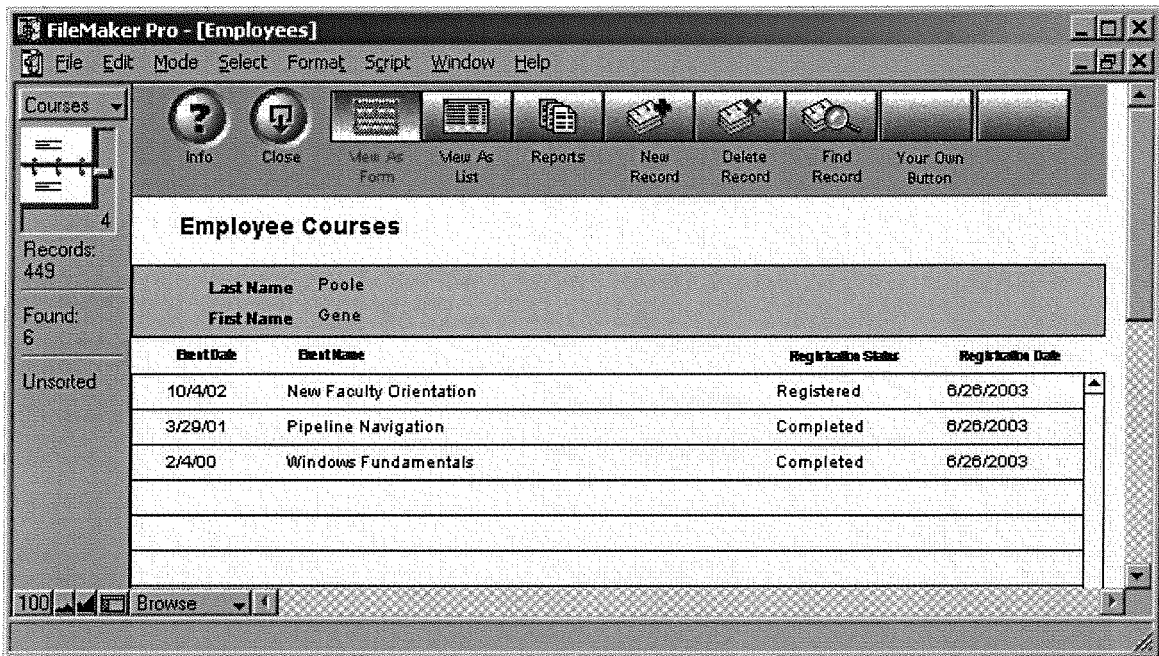 FileMaker Pro - [Employees]
File Edit Mode Select Format Script Window Help
Courses
4
Records:
449
Found:
6
Unsorted
?
Info
Close
View As Form
View As List
Reports
New Record
Delete Record
Find Record
Your Own Button
Employee Courses
Last Name Poole
First Name Gene
Event Date Event Name Registration Status Registration Date
10/4/02 New Faculty Orientation Registered 6/26/2003
3/29/01 Pipeline Navigation Completed 6/26/2003
2/4/00 Windows Fundamentals Completed 6/26/2003
100 Browse